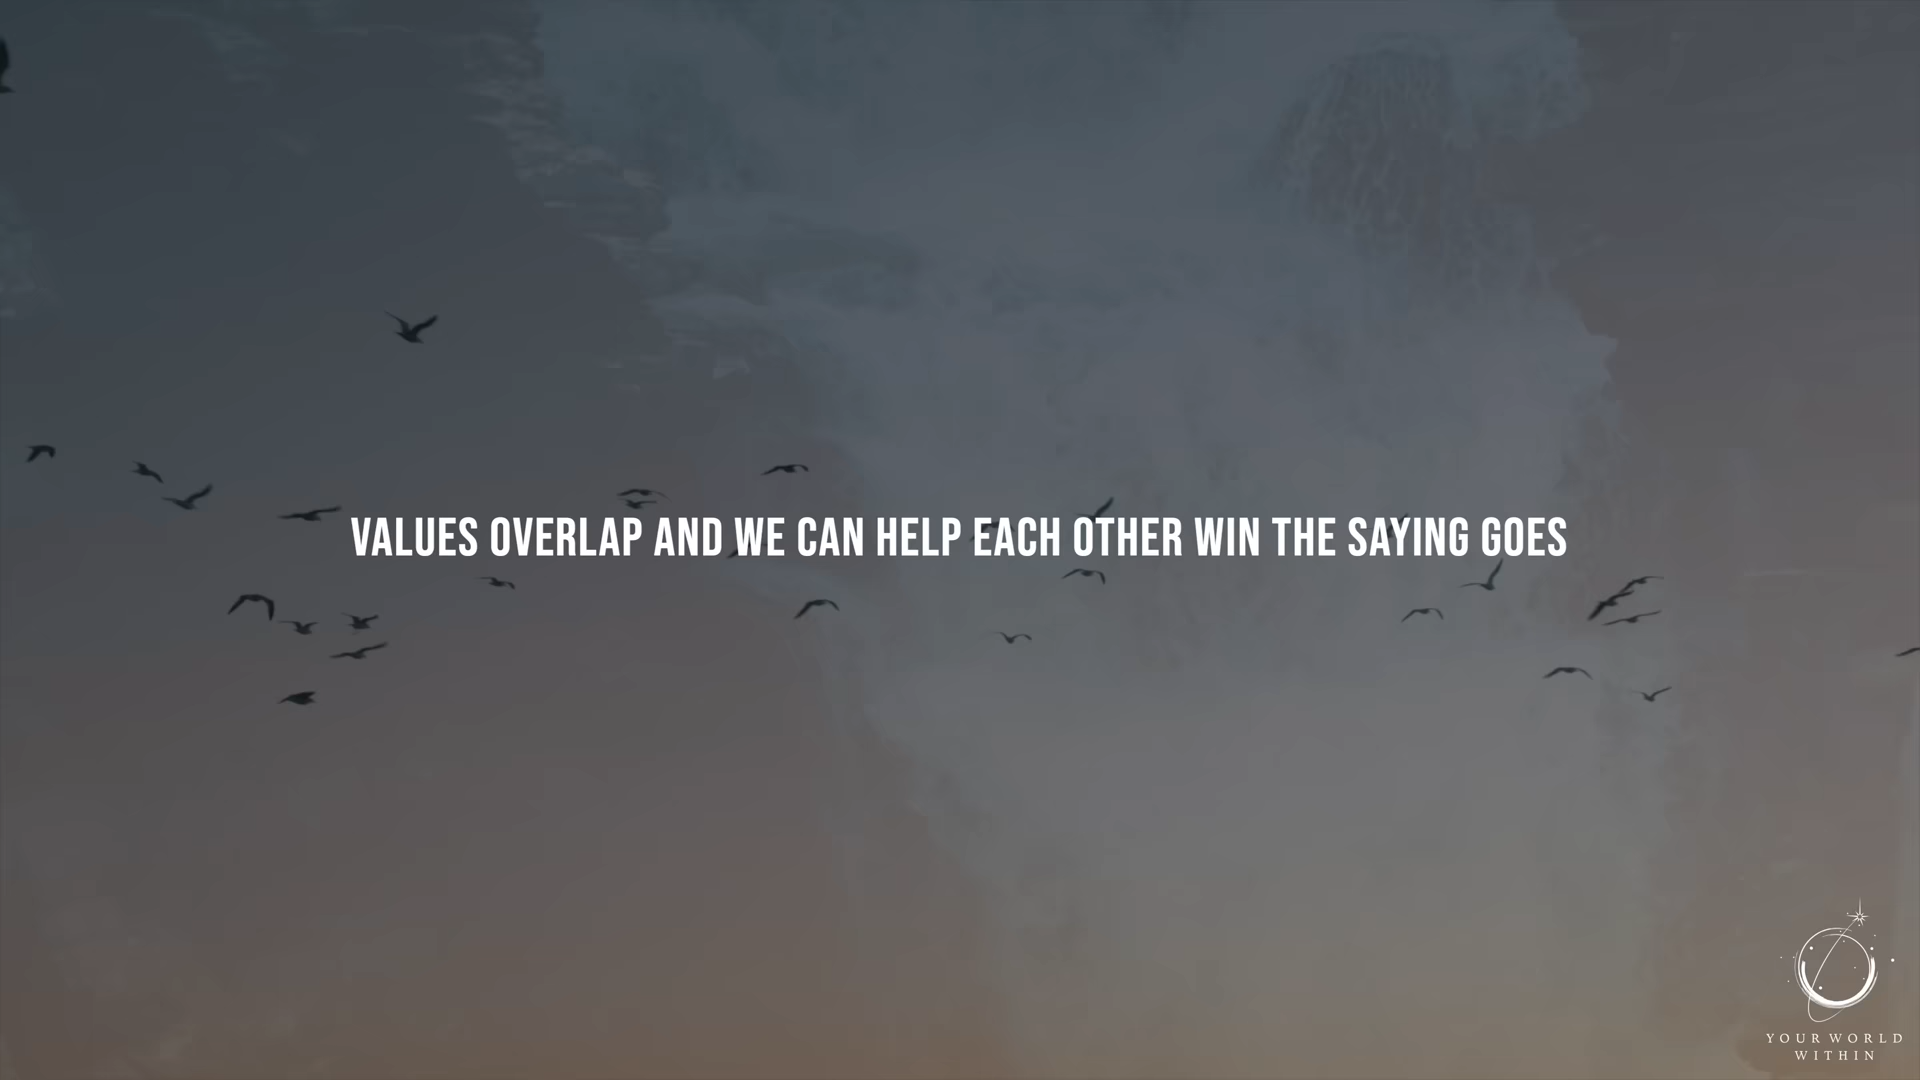 VALUES OVERLAP AND WE CAN HELP EACH OTHER WIN THE SAYING GOES
YOUR WORLD
WITHIN